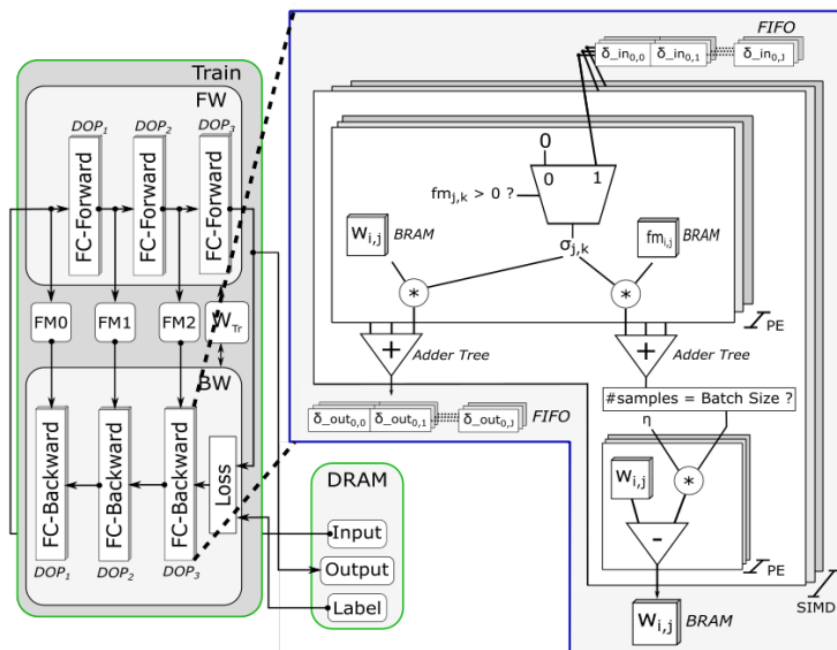 Train
FW
DOP₁
DOP₂
DOP₃
FC-Forward
FC-Forward
FC-Forward
FM0
FM1
FM2
W_Tr
BW
FC-Backward
FC-Backward
FC-Backward
Loss
DOP₁
DOP₂
DOP₃
DRAM
Input
Output
Label
FIFO
δ_in₀,₀ δ_in₀,₁ δ_in₀,J
0
0 1
fmⱼ,ₖ > 0 ?
Wᵢ,ⱼ BRAM
σⱼ,ₖ
fmᵢ,ⱼ BRAM
*
*
PE
+ Adder Tree
+ Adder Tree
δ_out₀,₀ δ_out₀,₁ δ_out₀,J FIFO
#samples = Batch Size ?
η
Wᵢ,ⱼ
*
-
PE
SIMD
Wᵢ,ⱼ BRAM